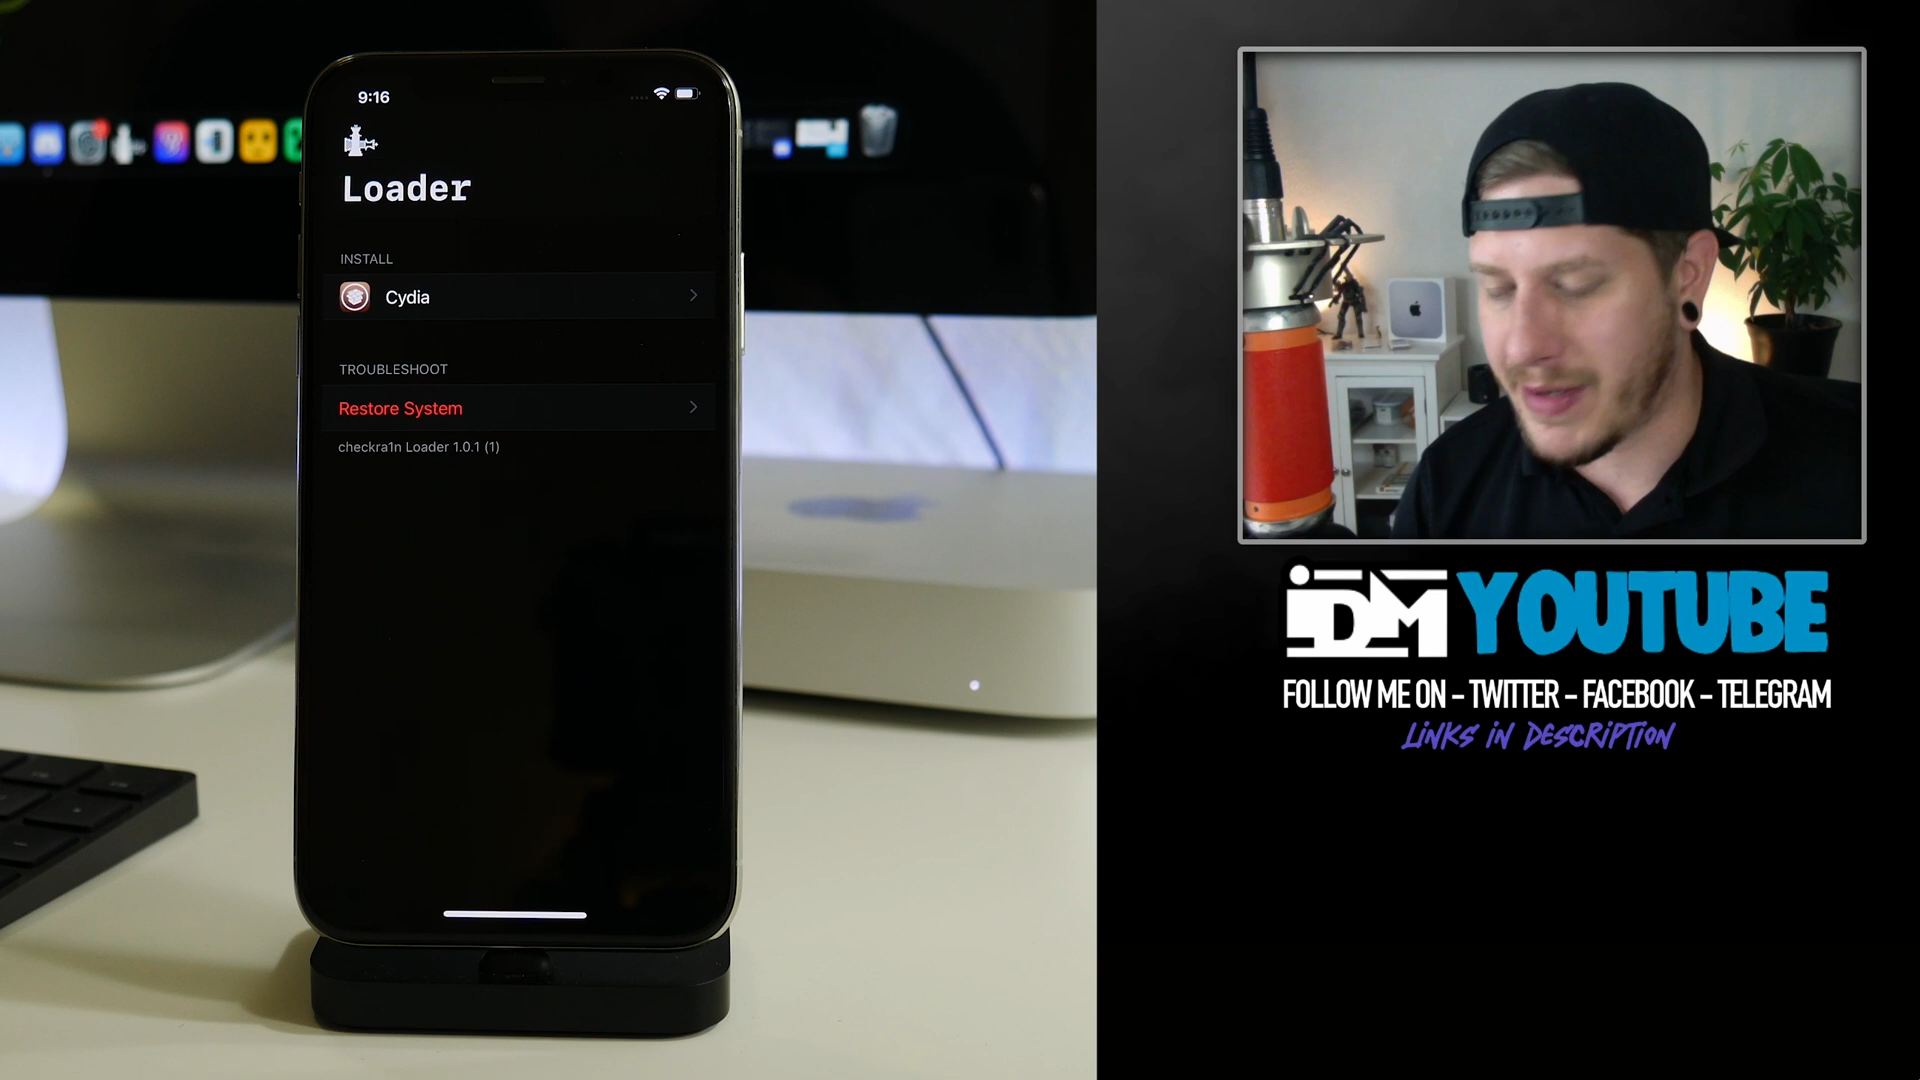 9:16
Loader
INSTALL
Cydia
TROUBLESHOOT
Restore System
checkra1n Loader 1.0.1 (1)
iDM YOUTUBE
FOLLOW ME ON - TWITTER - FACEBOOK - TELEGRAM
LINKS IN DESCRIPTION